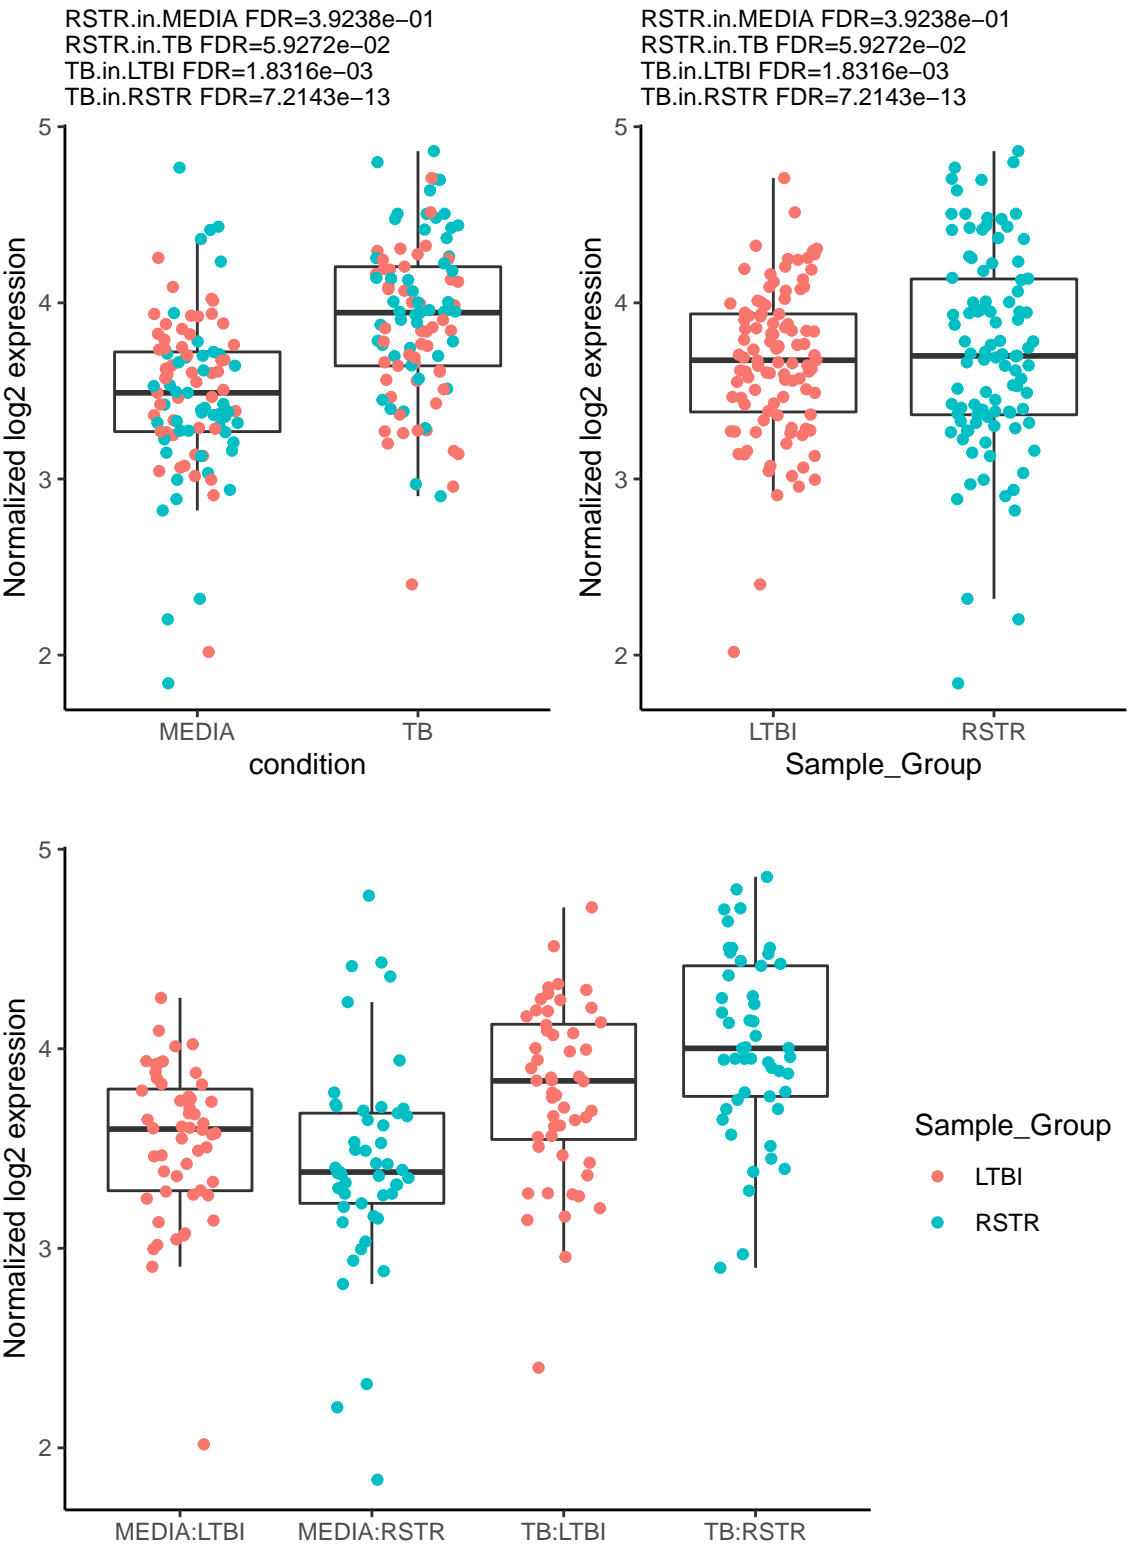 RSTR.in.MEDIA FDR=3.9238e−01
RSTR.in.TB FDR=5.9272e−02
TB.in.LTBI FDR=1.8316e−03
TB.in.RSTR FDR=7.2143e−13
5
4
3
2
Normalized log2 expression
MEDIA TB
condition
RSTR.in.MEDIA FDR=3.9238e−01
RSTR.in.TB FDR=5.9272e−02
TB.in.LTBI FDR=1.8316e−03
TB.in.RSTR FDR=7.2143e−13
5
4
3
2
Normalized log2 expression
LTBI RSTR
Sample_Group
5
4
3
2
Normalized log2 expression
MEDIA:LTBI MEDIA:RSTR TB:LTBI TB:RSTR
Sample_Group
LTBI
RSTR